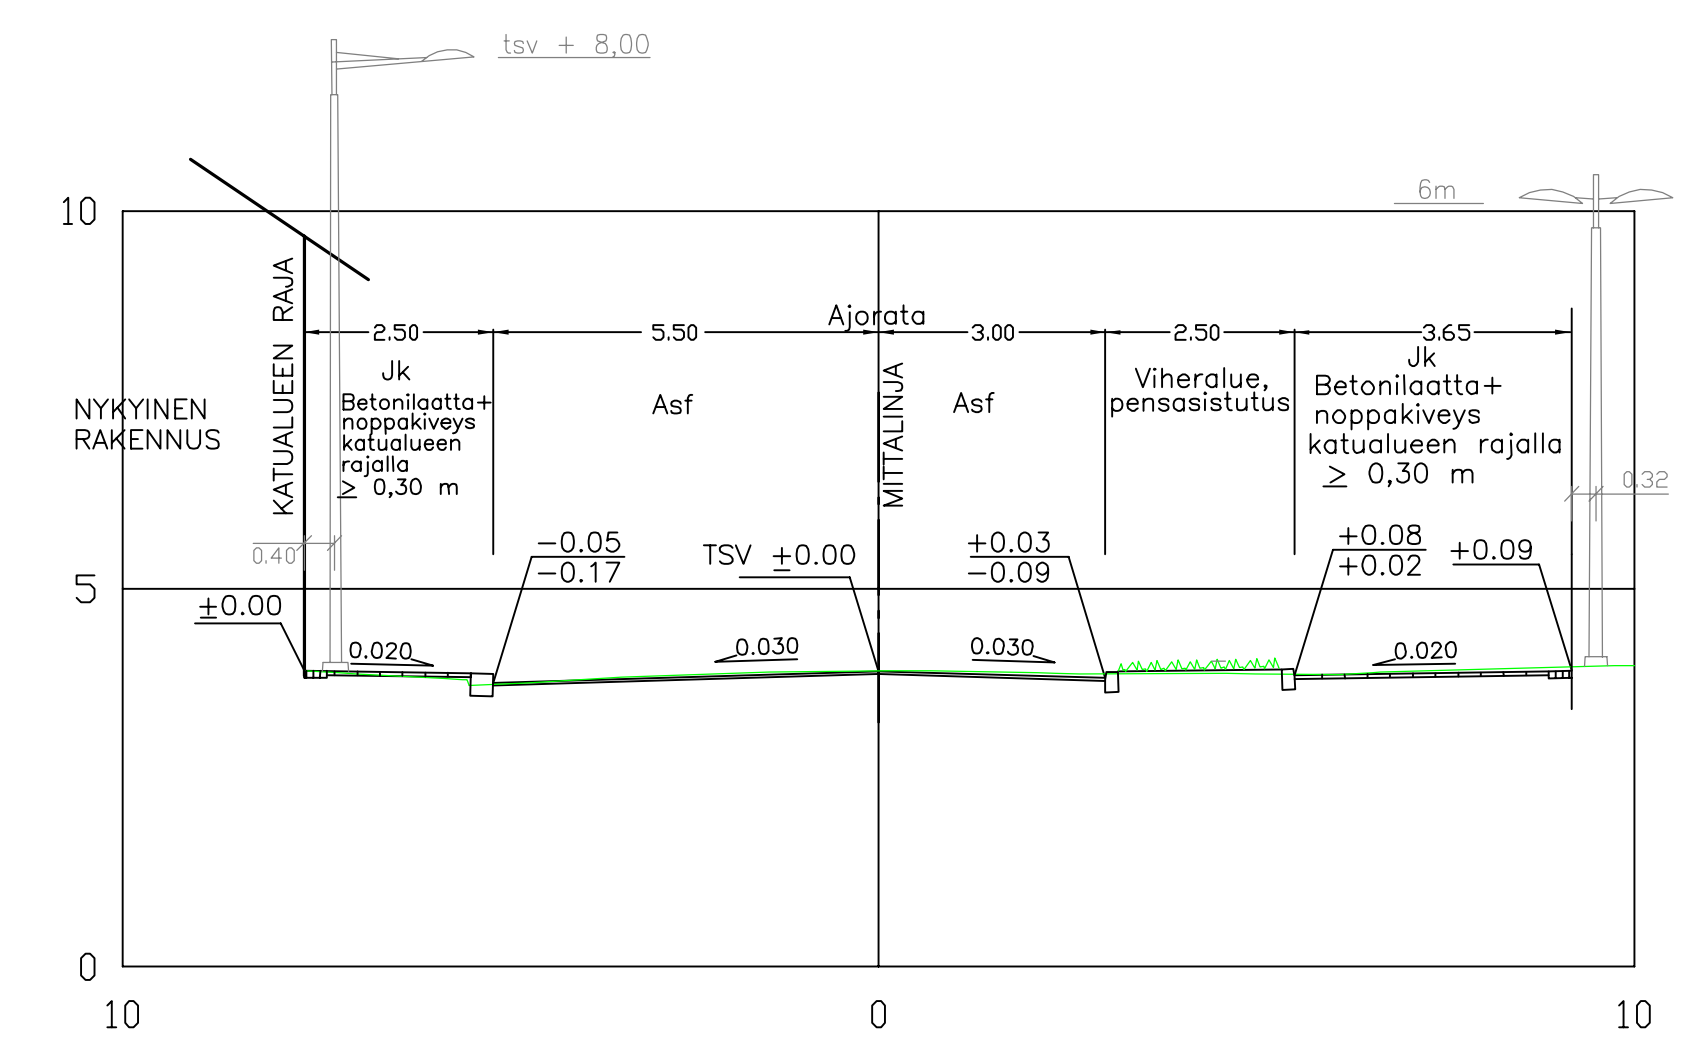 tsv + 8,00
6m
10
Ajorata
2.50
5.50
3.00
2.50
3.65
KATUALUEEN RAJA
MITTALINJA
NYKYINEN
RAKENNUS
Jk
Betonilaatta+
noppakiveys
katualueen
rajalla
≥ 0,30 m
Asf
Asf
Viheralue,
pensasistutus
Jk
Betonilaatta+
noppakiveys
katualueen rajalla
≥ 0,30 m
0,40
0,32
-0.05
-0.17
TSV ±0.00
+0.03
-0.09
+0.08
+0.02
+0.09
5
±0.00
0.020
0.030
0.030
0.020
0
10
0
10